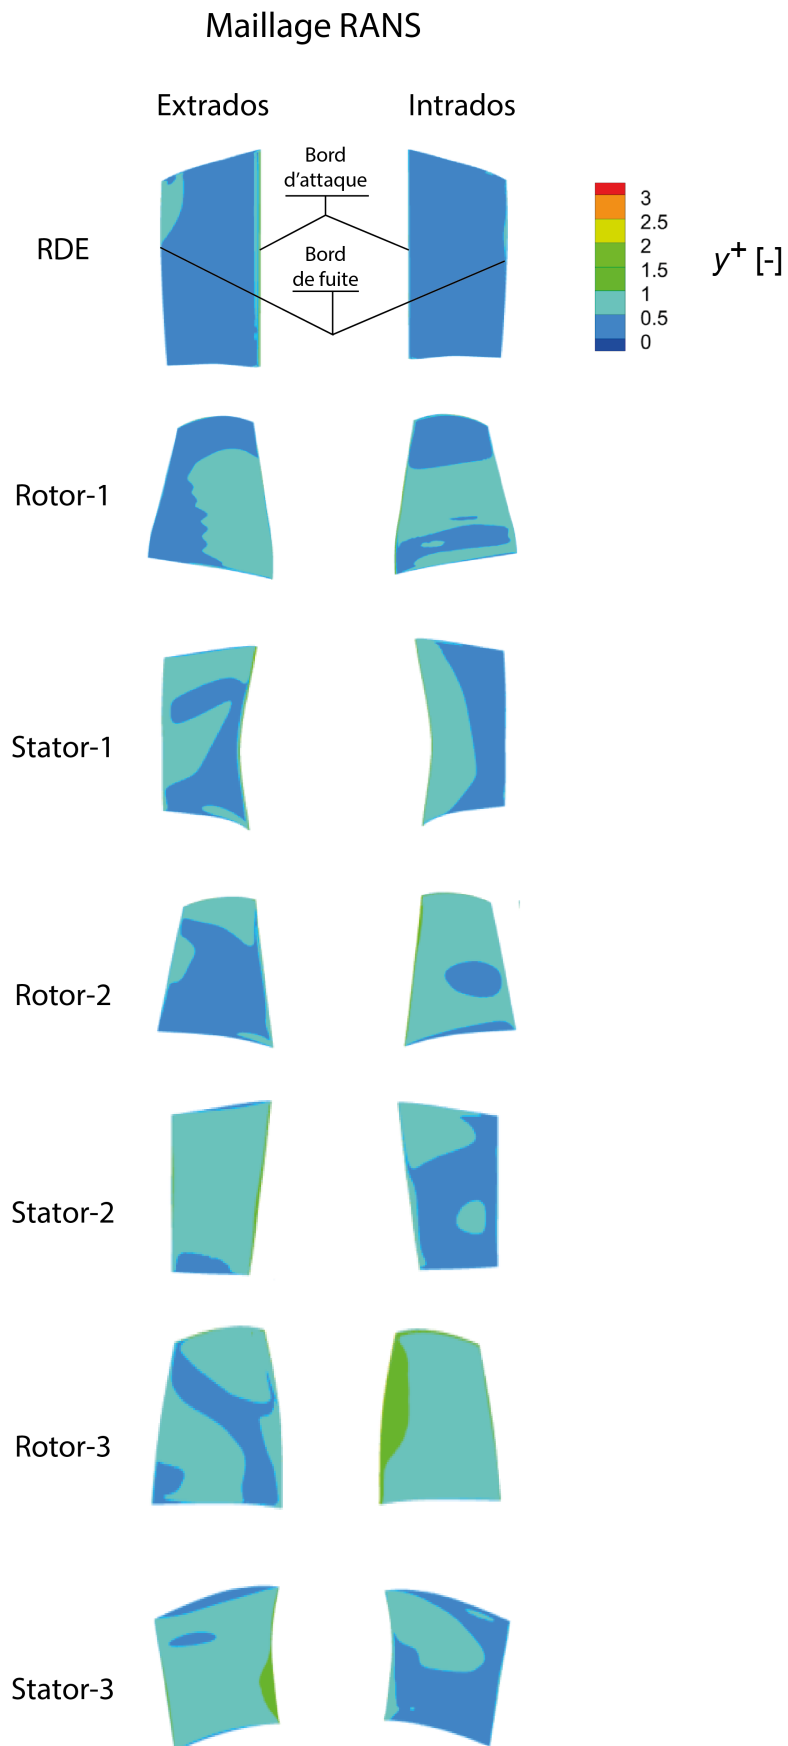 Maillage RANS
Extrados
Intrados
Bord
d'attaque
RDE
Bord
de fuite
3
2.5
2
1.5
1
0.5
0
y+ [-]
Rotor-1
Stator-1
Rotor-2
Stator-2
Rotor-3
Stator-3